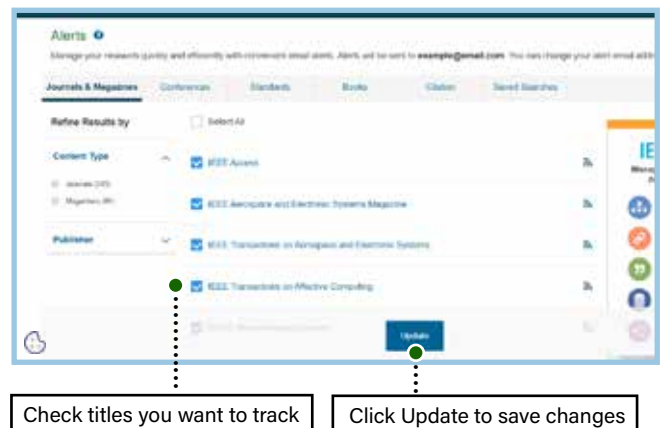 Alerts
Manage your research quickly and efficiently with convenient email alerts. Alerts will be sent to example@email.com. You can change your alert email
Journals & Magazines Conferences Standards Books Citation Saved Searches
Refine Results by
Select All
Content Type
IEEE Access
Journals
Magazines
IEEE Aerospace and Electronic Systems Magazine
Publisher
IEEE Transactions on Aerospace and Electronic Systems
IEEE Transactions on Affective Computing
Update
Check titles you want to track
Click Update to save changes